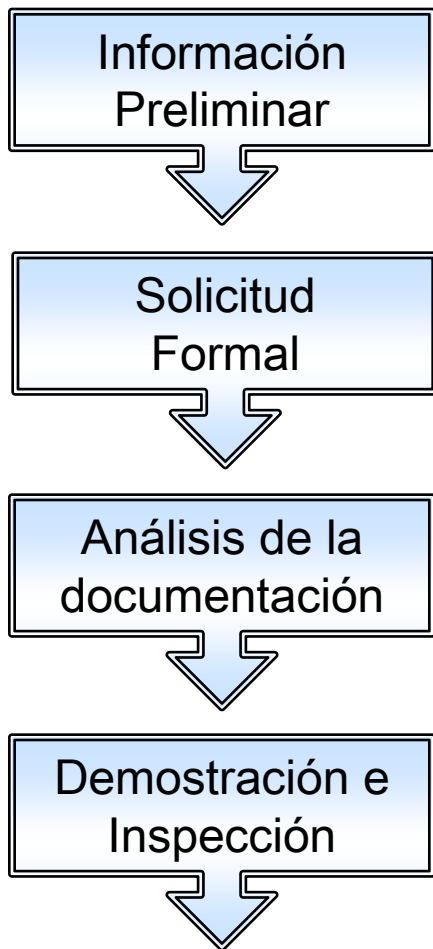 Información
Preliminar
Solicitud
Formal
Análisis de la
documentación
Demostración e
Inspección